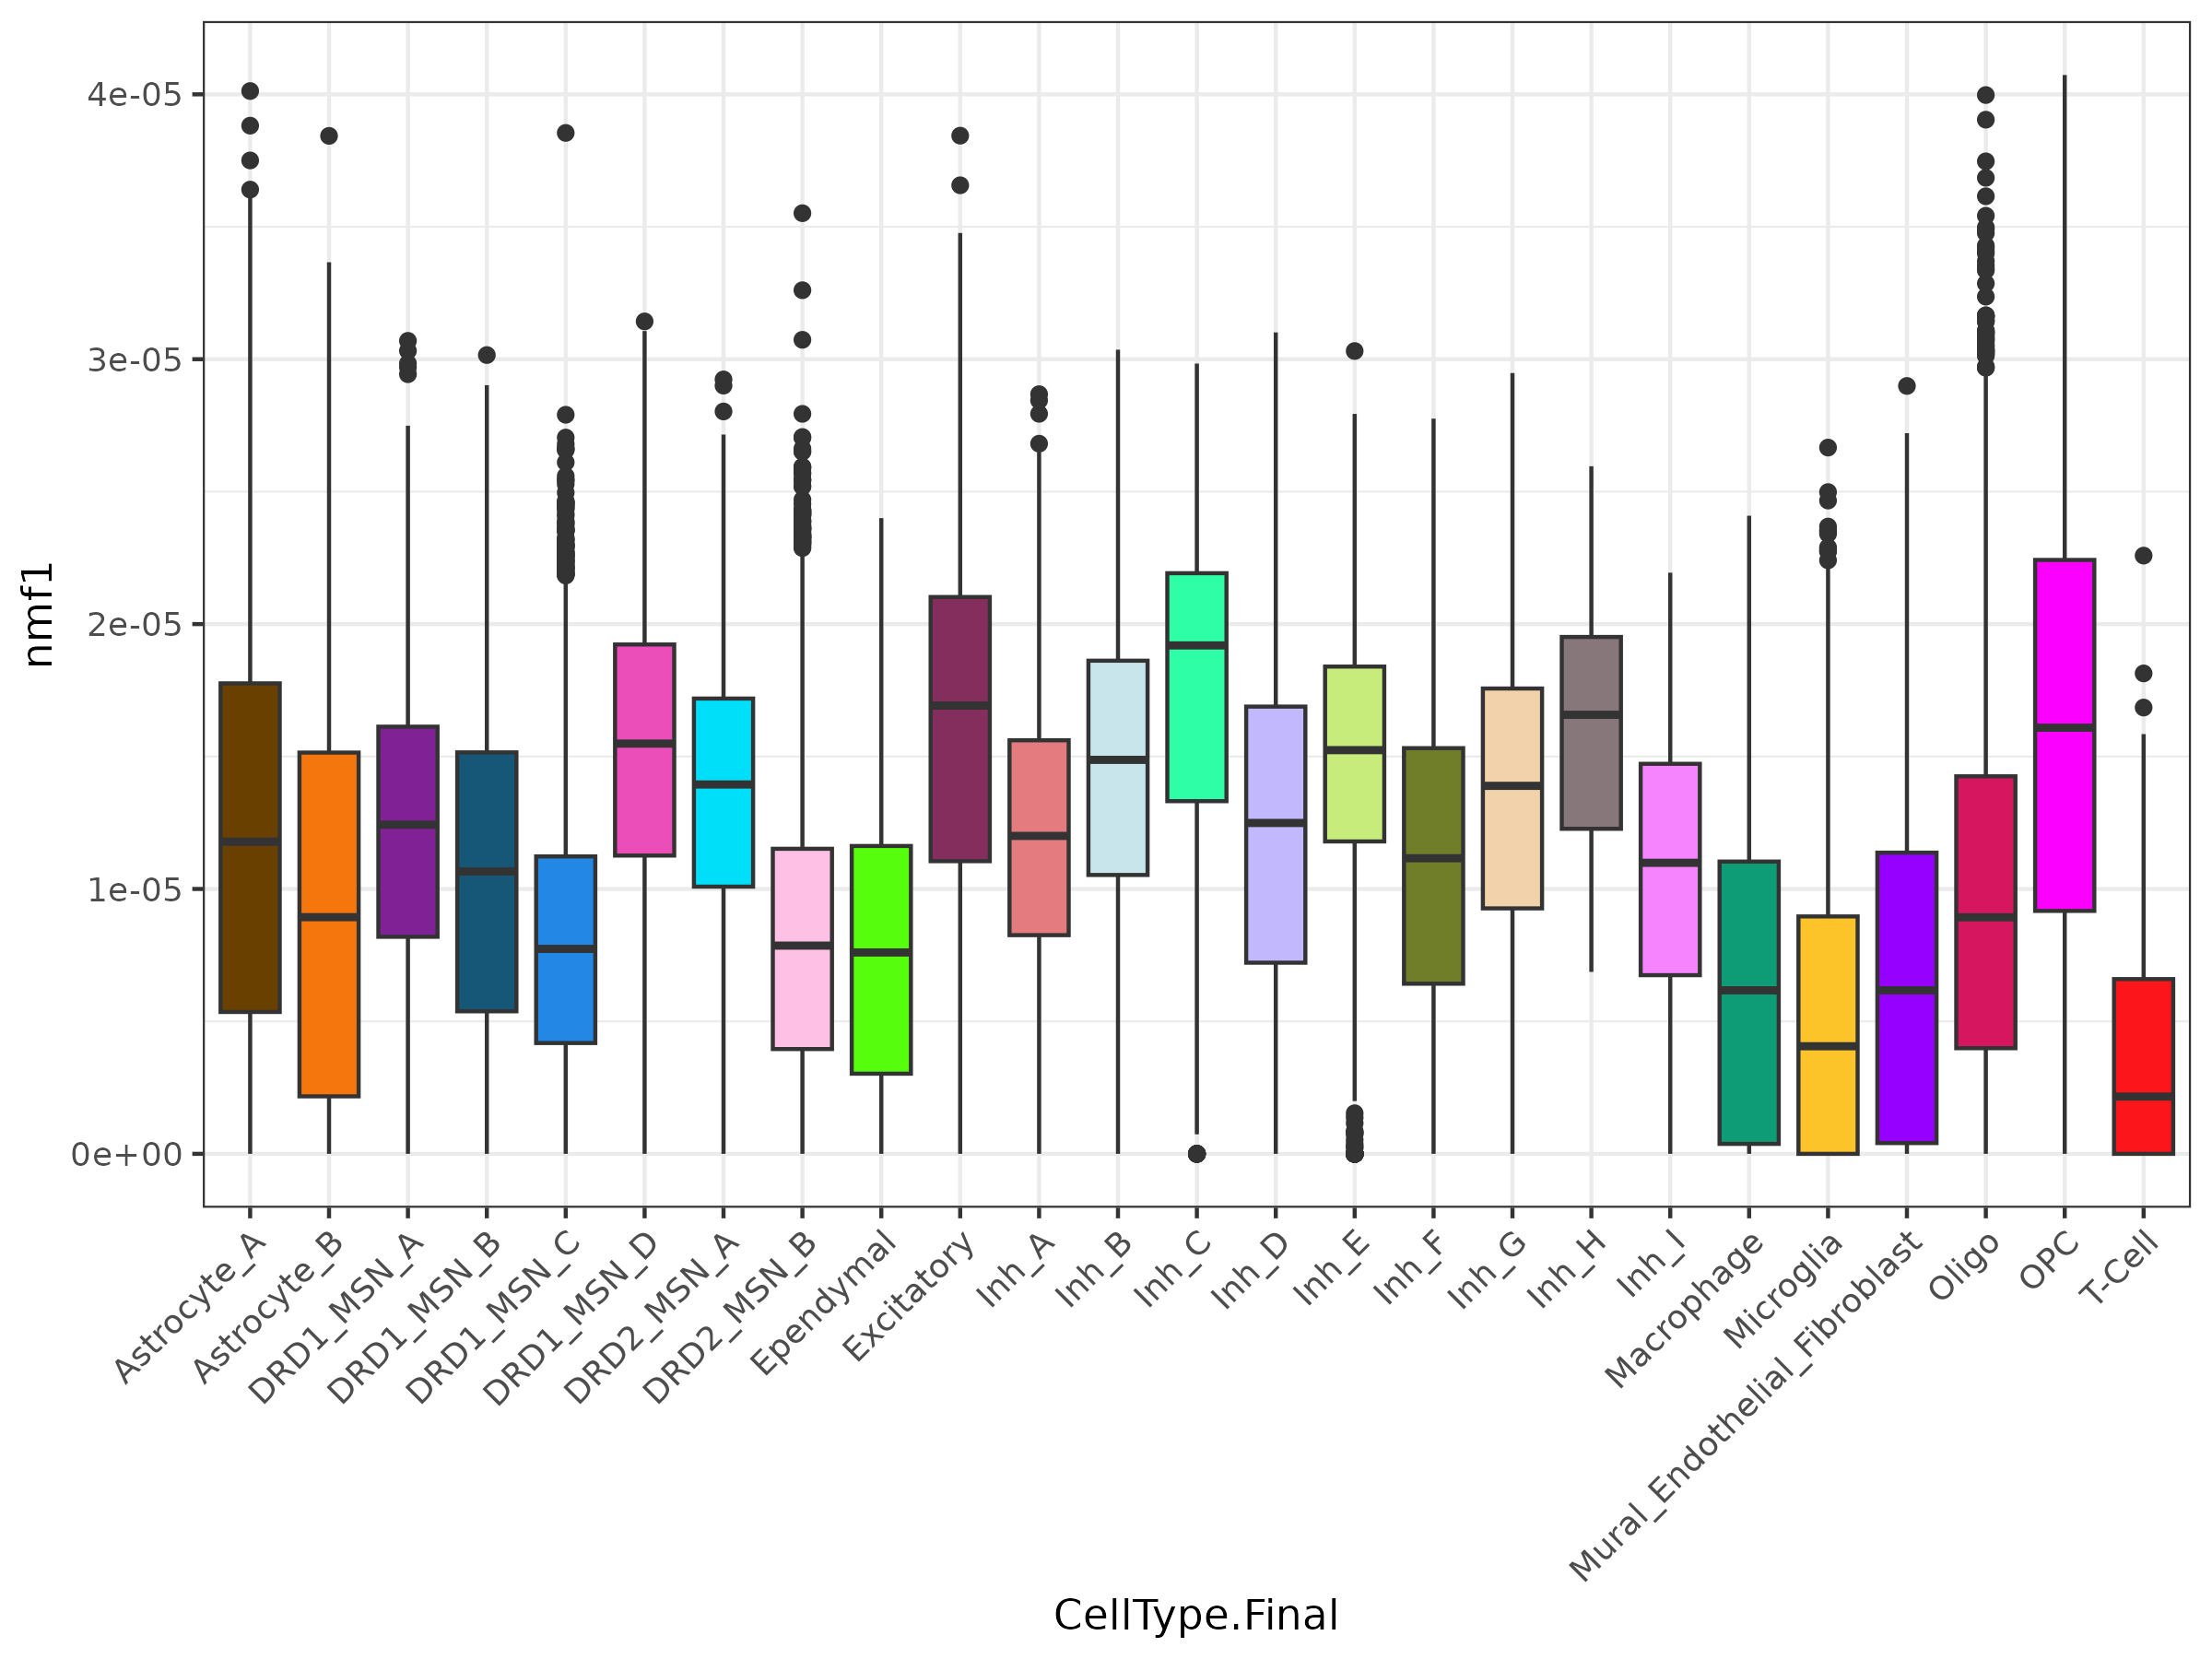 nmf1
4e-05
3e-05
2e-05
1e-05
0e+00
Astrocyte_A
Astrocyte_B
DRD1_MSN_A
DRD1_MSN_B
DRD1_MSN_C
DRD1_MSN_D
DRD2_MSN_A
DRD2_MSN_B
Ependymal
Excitatory
Inh_A
Inh_B
Inh_C
Inh_D
Inh_E
Inh_F
Inh_G
Inh_H
Inh_I
Macrophage
Microglia
Mural_Endothelial_Fibroblast
Oligo
OPC
T-Cell
CellType.Final